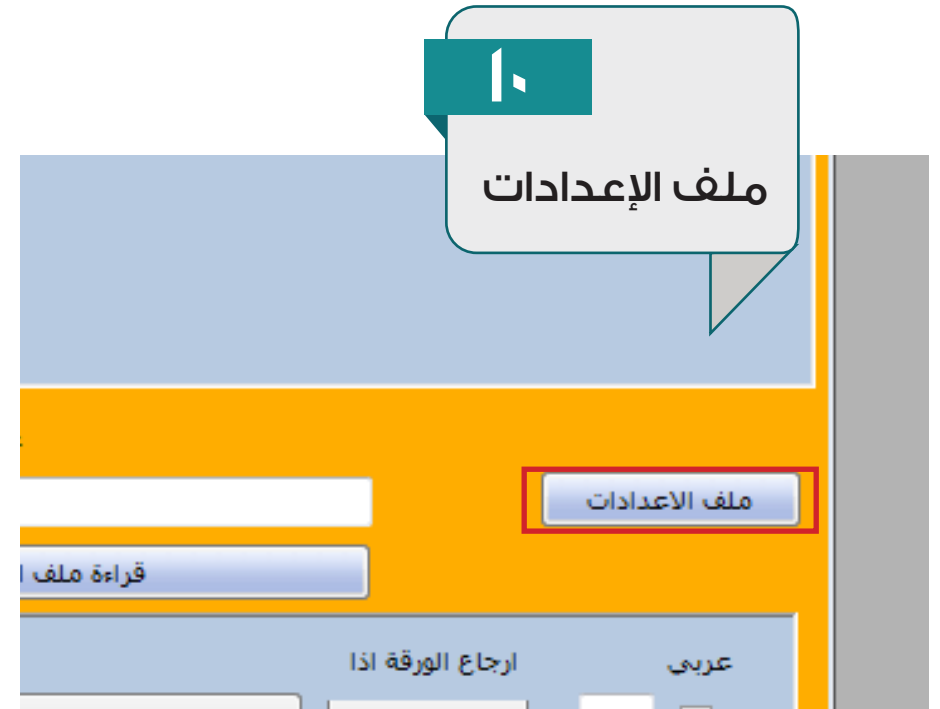 ١٠
ملف الإعدادات
ملف الاعدادات
قراءة ملف
عربي
ارجاع الورقة اذا